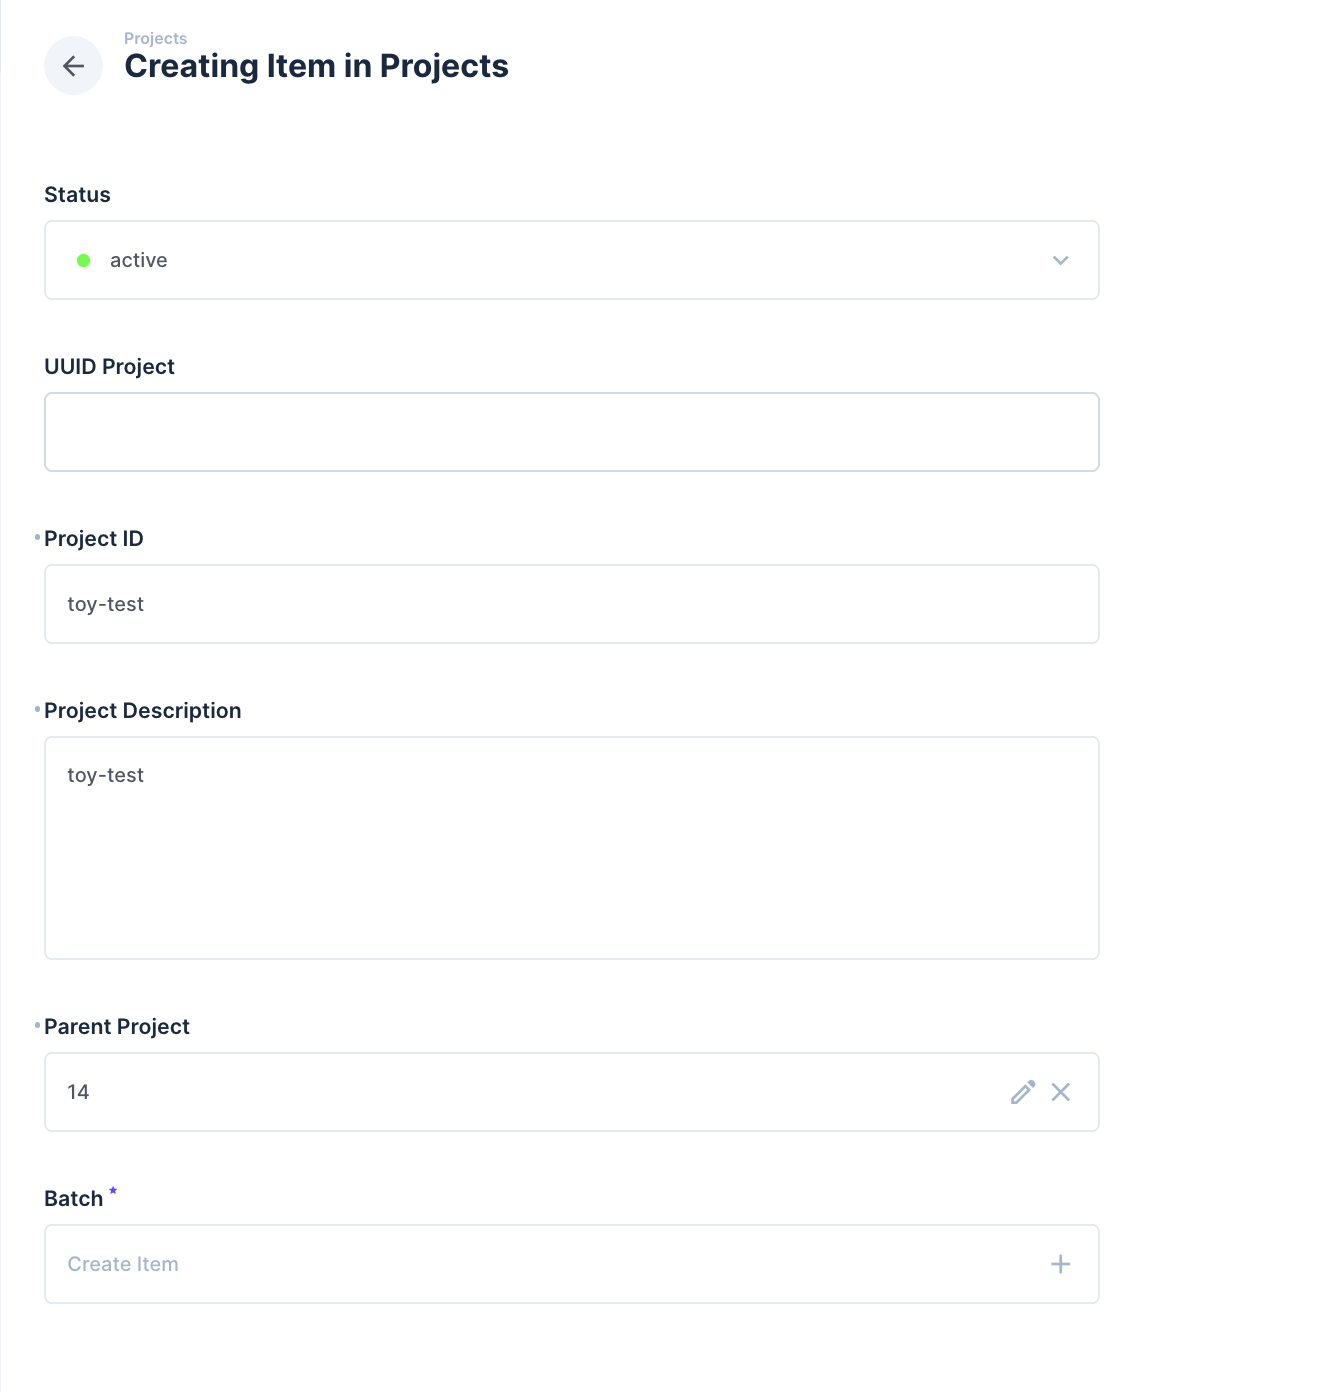 Projects
Creating Item in Projects
Status
active
UUID Project
Project ID
toy-test
Project Description
toy-test
Parent Project
14
Batch *
Create Item